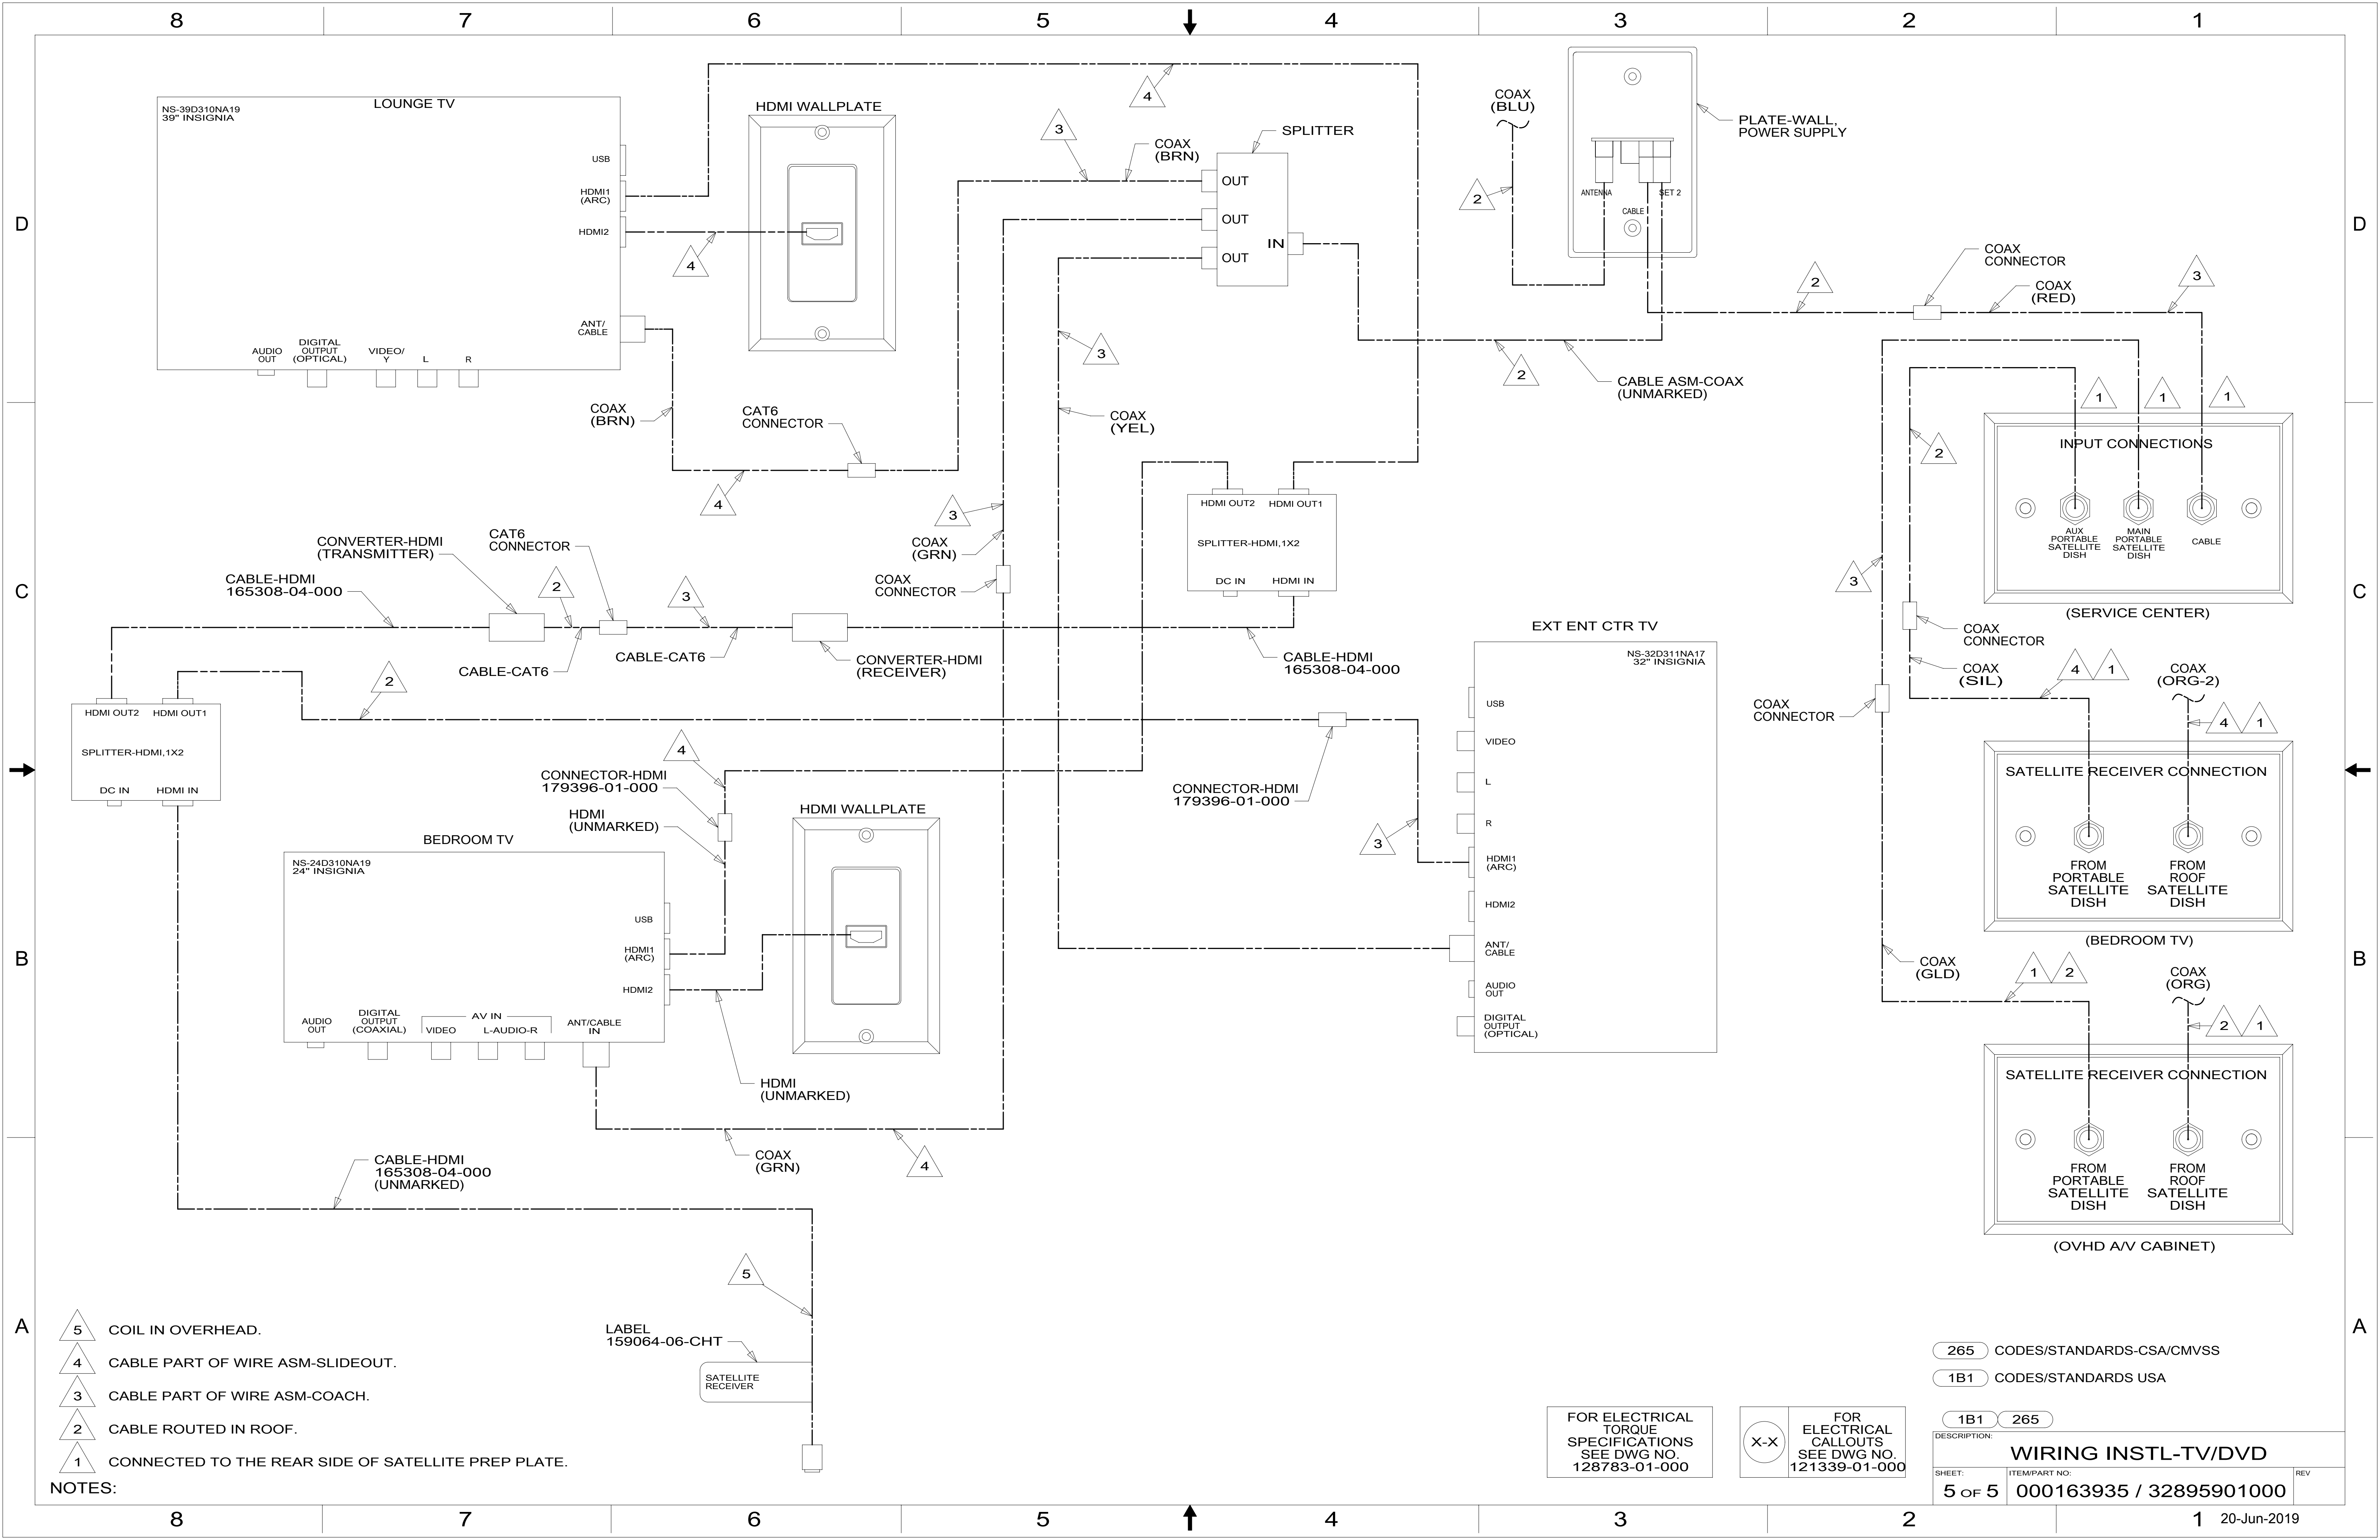 8 7 6 5 4 3 2 1
D
C
B
A
D
C
B
A
LOUNGE TV
NS-39D310NA19
39" INSIGNIA
USB
HDMI1
(ARC)
HDMI2
ANT/
CABLE
AUDIO
OUT
DIGITAL
OUTPUT
(OPTICAL)
VIDEO/
Y
L
R
HDMI WALLPLATE
4
4
3
COAX
(BRN)
SPLITTER
OUT
OUT
OUT
IN
COAX
(BLU)
2
PLATE-WALL,
POWER SUPPLY
ANTENNA
SET 2
CABLE
COAX
CONNECTOR
2
COAX
(RED)
3
3
2
CABLE ASM-COAX
(UNMARKED)
COAX
(BRN)
CAT6
CONNECTOR
4
COAX
(YEL)
1
1
1
2
INPUT CONNECTIONS
AUX
PORTABLE
SATELLITE
DISH
MAIN
PORTABLE
SATELLITE
DISH
CABLE
(SERVICE CENTER)
3
COAX
(GRN)
COAX
CONNECTOR
HDMI OUT2
HDMI OUT1
SPLITTER-HDMI,1X2
DC IN
HDMI IN
CONVERTER-HDMI
(TRANSMITTER)
CAT6
CONNECTOR
CABLE-HDMI
165308-04-000
2
3
CABLE-CAT6
CABLE-CAT6
CONVERTER-HDMI
(RECEIVER)
CABLE-HDMI
165308-04-000
3
COAX
CONNECTOR
COAX
(SIL)
4
1
COAX
(ORG-2)
4
1
COAX
CONNECTOR
EXT ENT CTR TV
NS-32D311NA17
32" INSIGNIA
USB
VIDEO
L
R
HDMI1
(ARC)
HDMI2
ANT/
CABLE
AUDIO
OUT
DIGITAL
OUTPUT
(OPTICAL)
2
HDMI OUT2
HDMI OUT1
SPLITTER-HDMI,1X2
DC IN
HDMI IN
4
CONNECTOR-HDMI
179396-01-000
HDMI
(UNMARKED)
CONNECTOR-HDMI
179396-01-000
3
SATELLITE RECEIVER CONNECTION
FROM
PORTABLE
SATELLITE
DISH
FROM
ROOF
SATELLITE
DISH
(BEDROOM TV)
BEDROOM TV
NS-24D310NA19
24" INSIGNIA
USB
HDMI1
(ARC)
HDMI2
AUDIO
OUT
DIGITAL
OUTPUT
(COAXIAL)
AV IN
VIDEO
L-AUDIO-R
ANT/CABLE
IN
HDMI WALLPLATE
HDMI
(UNMARKED)
COAX
(GRN)
4
COAX
(GLD)
1
2
COAX
(ORG)
2
1
SATELLITE RECEIVER CONNECTION
FROM
PORTABLE
SATELLITE
DISH
FROM
ROOF
SATELLITE
DISH
(OVHD A/V CABINET)
CABLE-HDMI
165308-04-000
(UNMARKED)
5
LABEL
159064-06-CHT
SATELLITE
RECEIVER
5 COIL IN OVERHEAD.
4 CABLE PART OF WIRE ASM-SLIDEOUT.
3 CABLE PART OF WIRE ASM-COACH.
2 CABLE ROUTED IN ROOF.
1 CONNECTED TO THE REAR SIDE OF SATELLITE PREP PLATE.
NOTES:
FOR ELECTRICAL
TORQUE
SPECIFICATIONS
SEE DWG NO.
128783-01-000
X-X
FOR
ELECTRICAL
CALLOUTS
SEE DWG NO.
121339-01-000
265 CODES/STANDARDS-CSA/CMVSS
1B1 CODES/STANDARDS USA
1B1 265
DESCRIPTION:
WIRING INSTL-TV/DVD
SHEET:
5 OF 5
ITEM/PART NO:
000163935 / 32895901000
REV
8 7 6 5 4 3 2 1
20-Jun-2019